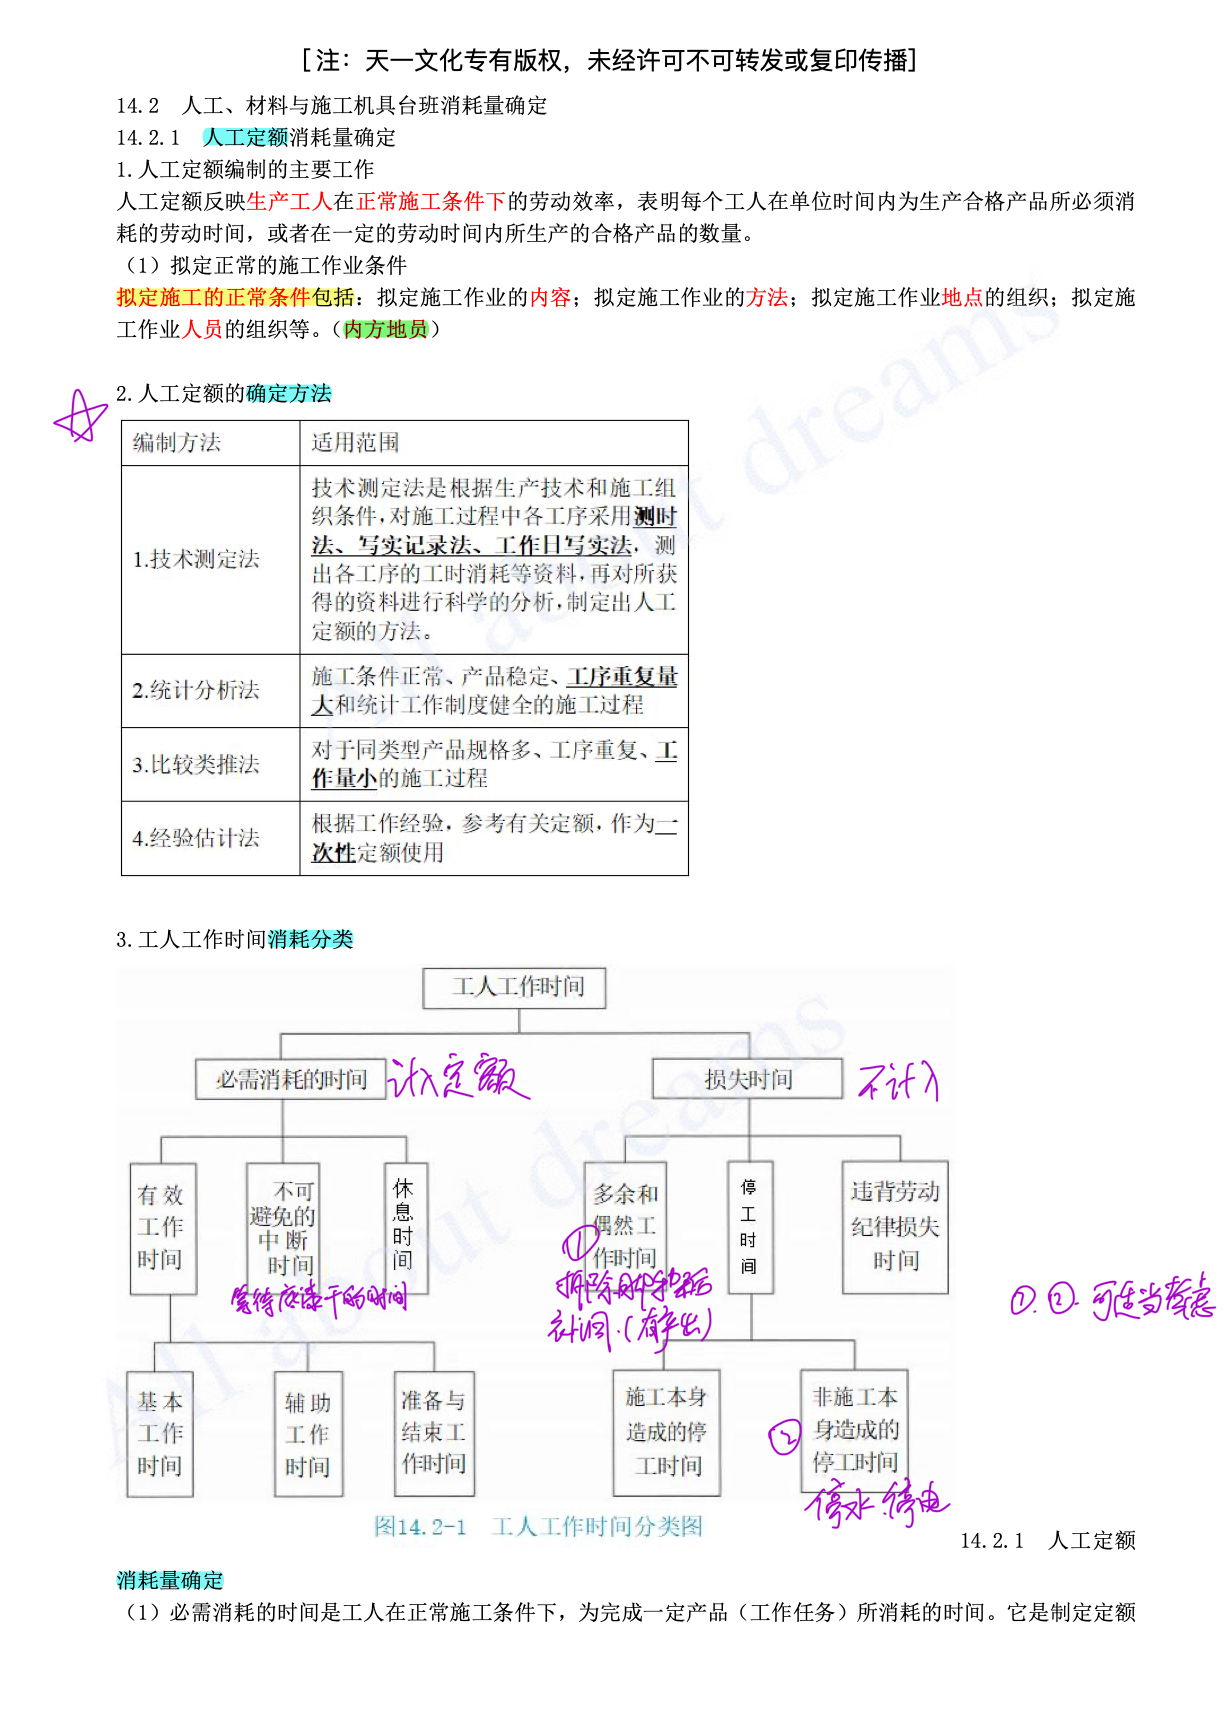 [注：天一文化专有版权，未经许可不可转发或复印传播]
14.2 人工、材料与施工机具台班消耗量确定
14.2.1 人工定额消耗量确定
1.人工定额编制的主要工作
人工定额反映生产工人在正常施工条件下的劳动效率，表明每个工人在单位时间内为生产合格产品所必须消
耗的劳动时间，或者在一定的劳动时间内所生产的合格产品的数量。
（1）拟定正常的施工作业条件
拟定施工的正常条件包括：拟定施工作业的内容；拟定施工作业的方法；拟定施工作业地点的组织；拟定施
工作业人员的组织等。（内方地员）
2.人工定额的确定方法
编制方法 适用范围
1.技术测定法
技术测定法是根据生产技术和施工组
织条件，对施工过程中各工序采用测时
法、写实记录法、工作日写实法，测
出各工序的工时消耗等资料，再对所获
得的资料进行科学的分析，制定出人工
定额的方法。
2.统计分析法
施工条件正常、产品稳定、工序重复量
大和统计工作制度健全的施工过程
3.比较类推法
对于同类型产品规格多、工序重复、工
作量小的施工过程
4.经验估计法
根据工作经验，参考有关定额，作为一
次性定额使用
3.工人工作时间消耗分类
工人工作时间
必需消耗的时间
计入定额
损失时间
不计入
有效
工作
时间
不可
避免的
中断
时间
等待 干的时间
休
息
时
间
多余和
偶然工
作时间
①
(有产出)
停
工
时
间
违背劳动
纪律损失
时间
①.②.可适当考虑
基本
工作
时间
辅助
工作
时间
准备与
结束工
作时间
施工本身
造成的停
工时间
非施工本
身造成的
停工时间
②
停水.停电
图14.2-1 工人工作时间分类图
14.2.1 人工定额
消耗量确定
（1）必需消耗的时间是工人在正常施工条件下，为完成一定产品（工作任务）所消耗的时间。它是制定定额
All about dreams
All about dreams